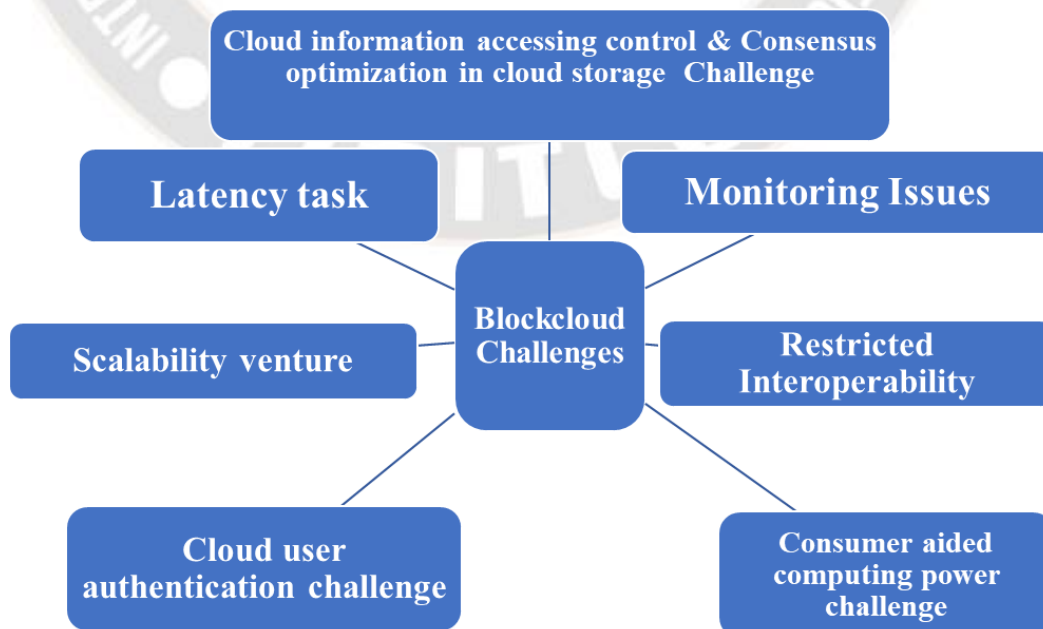 Cloud information accessing control & Consensus
optimization in cloud storage Challenge
Latency task
Monitoring Issues
Blockcloud
Challenges
Scalability venture
Restricted
Interoperability
Cloud user
authentication challenge
Consumer aided
computing power
challenge